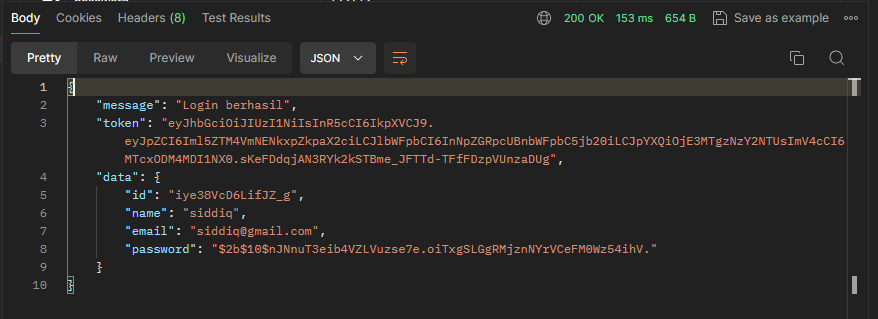 Body Cookies Headers (8) Test Results 200 OK 153 ms 654 B Save as example
Pretty Raw Preview Visualize JSON
1 {
2 "message": "Login berhasil",
3 "token": "eyJhbGciOiJIUzI1NiIsInR5cCI6IkpXVCJ9.
eyJpZCI6Iml5ZTM4VmNENkxpZkpaX2ciLCJlbWFpbCI6InNpZGRpcUBnbWFpbC5jb20iLCJpYXQiOjE3MTgzNzY2NTUsImV4cCI6
MTcxODM4MDI1NX0.sKeFDdqjAN3RYk2kSTBme_JFTTd-TFfFDzpVUnzaDUg",
4 "data": {
5 "id": "iye38VcD6LifJZ_g",
6 "name": "siddiq",
7 "email": "siddiq@gmail.com",
8 "password": "$2b$10$nJNnuT3eib4VZLVuzse7e.oiTxgSLGgRMjznNYrVCeFM0Wz54ihV."
9 }
10 }